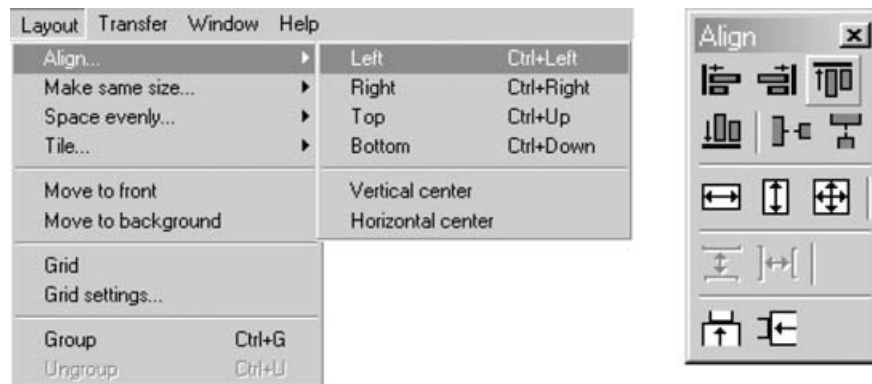 Layout Transfer Window Help
Align...
Make same size...
Space evenly...
Tile...
Move to front
Move to background
Grid
Grid settings...
Group Ctrl+G
Ungroup Ctrl+U
Left Ctrl+Left
Right Ctrl+Right
Top Ctrl+Up
Bottom Ctrl+Down
Vertical center
Horizontal center
Align